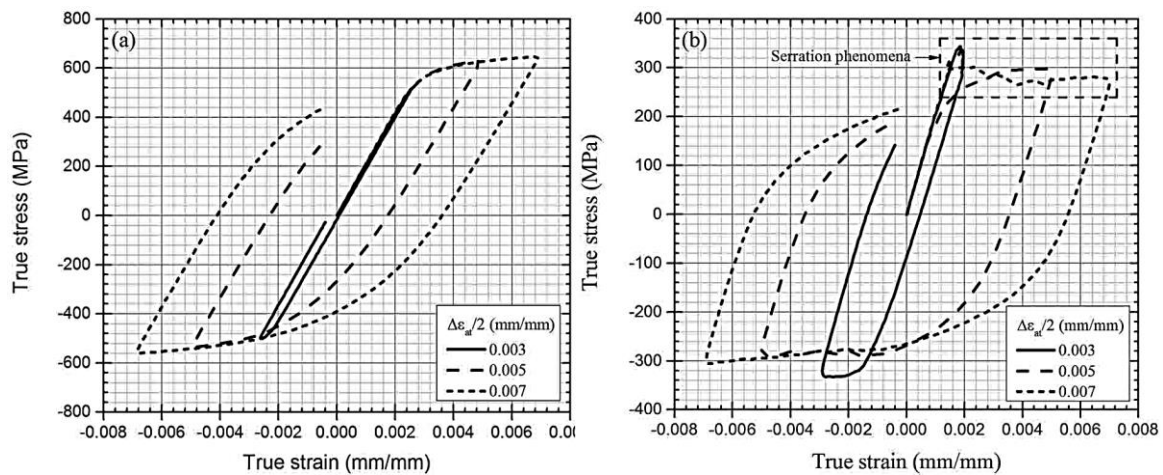 (a)
800
600
400
200
0
-200
-400
-600
-800
True stress (MPa)
-0.008 -0.006 -0.004 -0.002 0.000 0.002 0.004 0.006 0.00
True strain (mm/mm)
Δε_at/2 (mm/mm)
0.003
0.005
0.007
(b)
400
300
200
100
0
-100
-200
-300
-400
True stress (MPa)
Serration phenomena
-0.008 -0.006 -0.004 -0.002 0.000 0.002 0.004 0.006 0.008
True strain (mm/mm)
Δε_at/2 (mm/mm)
0.003
0.005
0.007